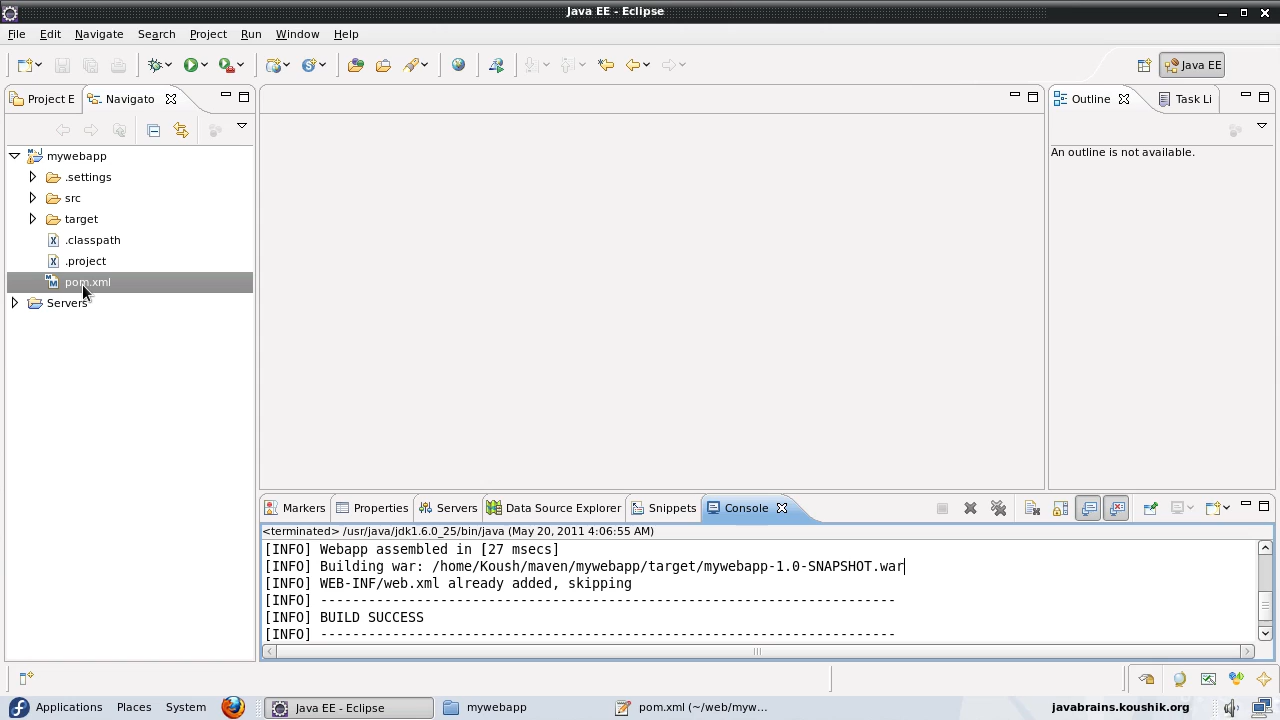 Java EE - Eclipse
File Edit Navigate Search Project Run Window Help
Java EE
Project E Navigato
Outline Task Li
An outline is not available.
mywebapp
.settings
src
target
.classpath
.project
pom.xml
Servers
Markers Properties Servers Data Source Explorer Snippets Console
<terminated> /usr/java/jdk1.6.0_25/bin/java (May 20, 2011 4:06:55 AM)
[INFO] Webapp assembled in [27 msecs]
[INFO] Building war: /home/Koush/maven/mywebapp/target/mywebapp-1.0-SNAPSHOT.war
[INFO] WEB-INF/web.xml already added, skipping
[INFO] ------------------------------------------------------------------------
[INFO] BUILD SUCCESS
[INFO] ------------------------------------------------------------------------
Applications Places System Java EE - Eclipse mywebapp pom.xml (~/web/myw... javabrains.koushik.org